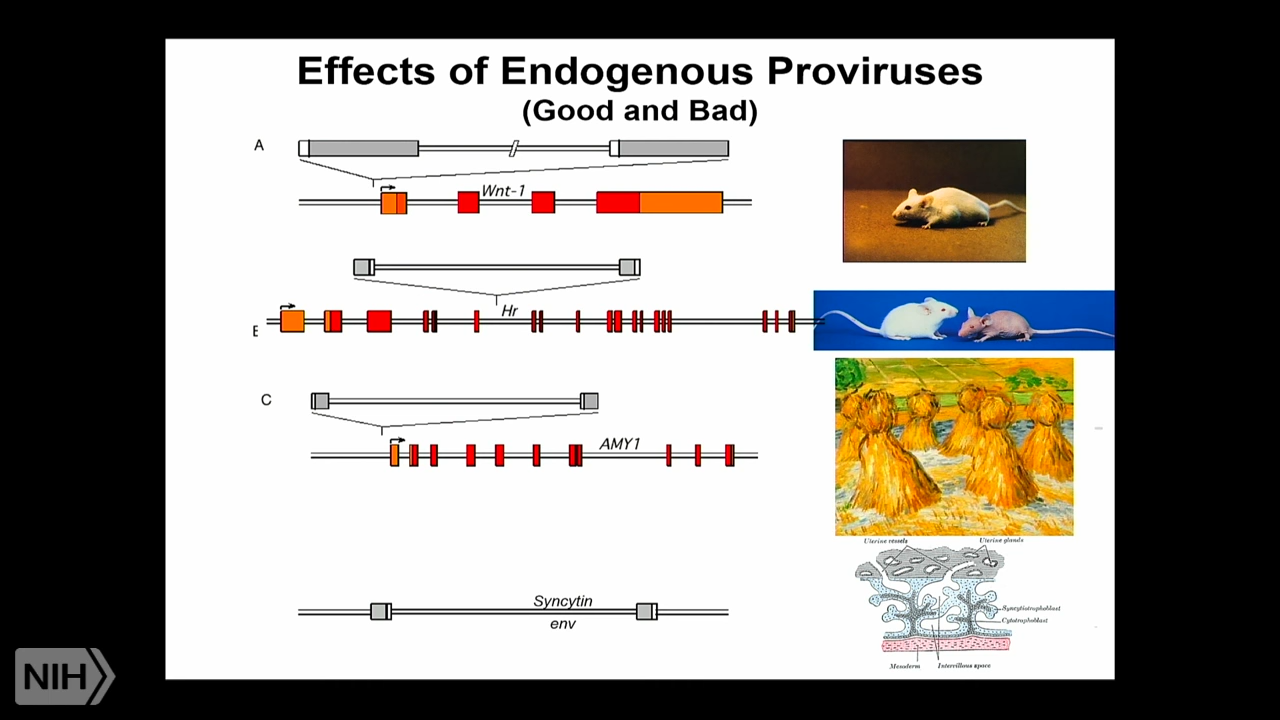 Effects of Endogenous Proviruses
(Good and Bad)
A
Wnt-1
Hr
E
C
AMY1
Uterine vessels
Uterine glands
Syncytin
env
Syncytiotrophoblast
Cytotrophoblast
Mesoderm
Intervillous space
NIH